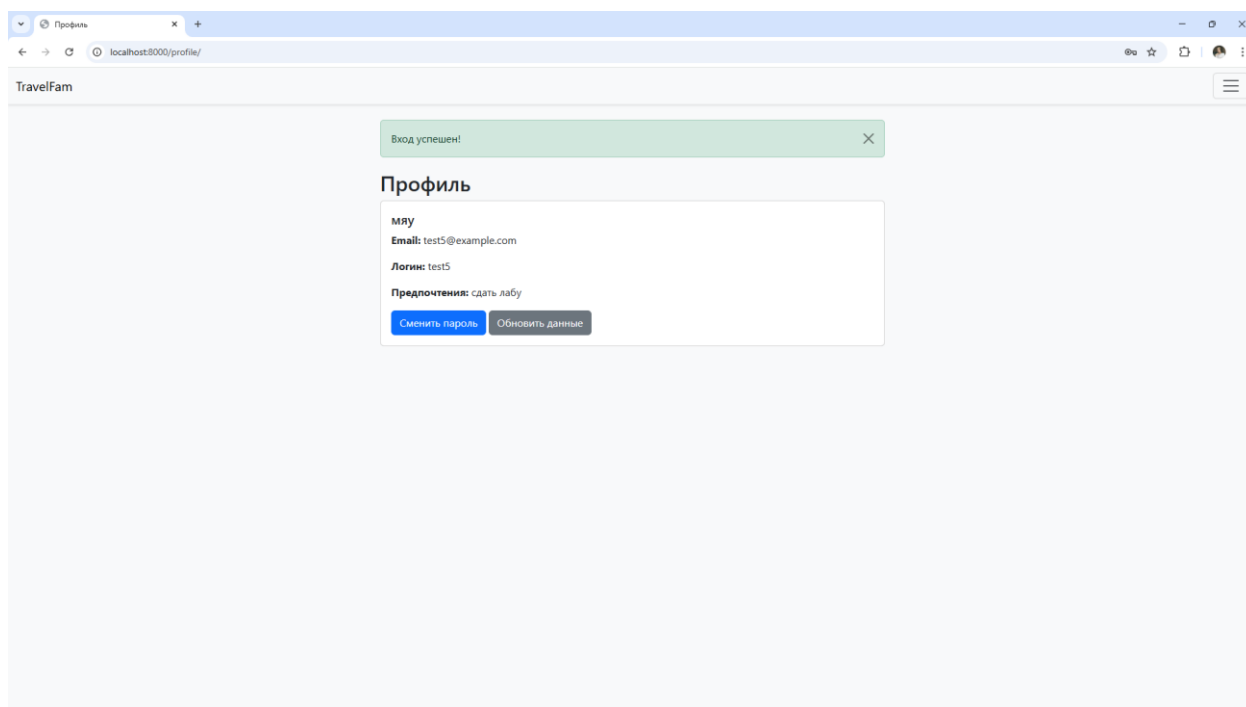 Профиль
localhost:8000/profile/
TravelFam
Вход успешен!
Профиль
мяу
Email: test5@example.com
Логин: test5
Предпочтения: сдать лабу
Сменить пароль Обновить данные